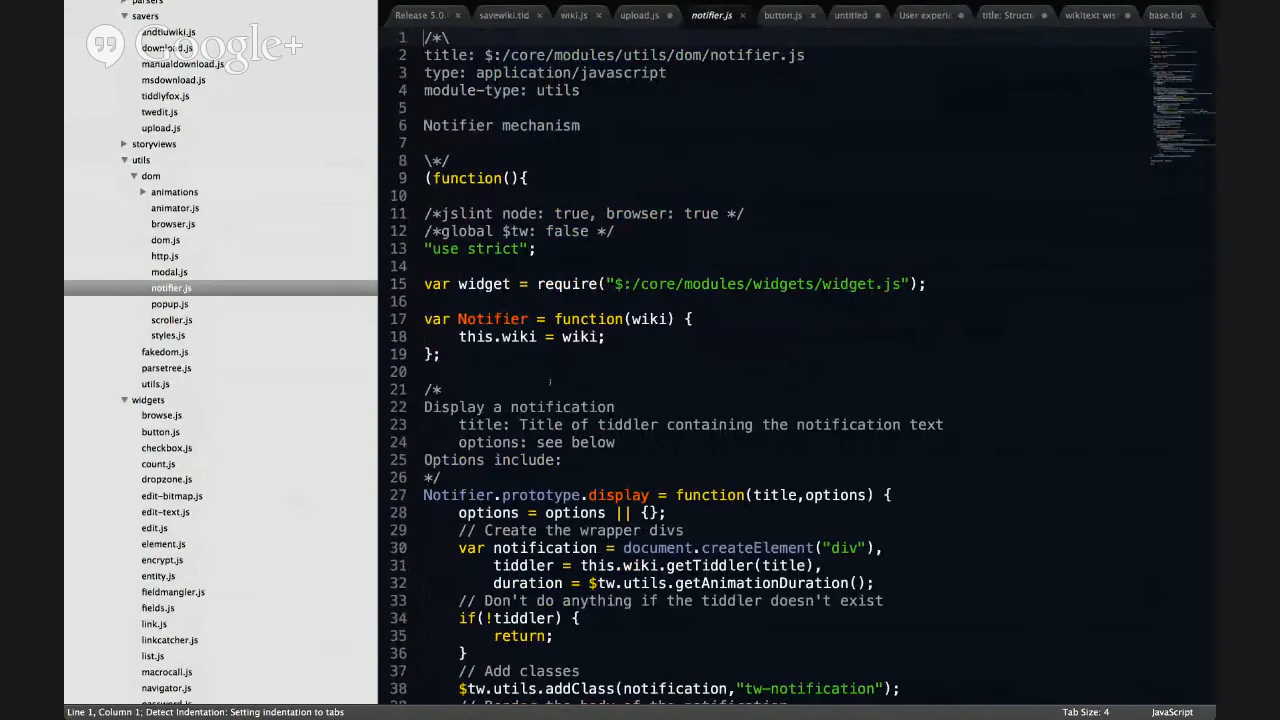 Google+
parsers
savers
andtiuwiki.js
download.js
manualdownload.js
msdownload.js
tiddlyfox.js
twedit.js
upload.js
storyviews
utils
dom
animations
animator.js
browser.js
dom.js
http.js
modal.js
notifier.js
popup.js
scroller.js
styles.js
fakedom.js
parsetree.js
utils.js
widgets
browse.js
button.js
checkbox.js
count.js
dropzone.js
edit-bitmap.js
edit-text.js
edit.js
element.js
encrypt.js
entity.js
fieldmangler.js
fields.js
link.js
linkcatcher.js
list.js
macrocall.js
navigator.js
password.js
Release 5.0. × savewiki.tid wiki.js × upload.js notifier.js × button.js × untitled User experi title: Struct wikitext wis base.tid ×
1 /*\
2 title: $:/core/modules/utils/dom/notifier.js
3 type: application/javascript
4 module-type: utils
5
6 Notifier mechanism
7
8 \*/
9 (function(){
10
11 /*jslint node: true, browser: true */
12 /*global $tw: false */
13 "use strict";
14
15 var widget = require("$:/core/modules/widgets/widget.js");
16
17 var Notifier = function(wiki) {
18 this.wiki = wiki;
19 };
20
21 /*
22 Display a notification
23 title: Title of tiddler containing the notification text
24 options: see below
25 Options include:
26 */
27 Notifier.prototype.display = function(title,options) {
28 options = options || {};
29 // Create the wrapper divs
30 var notification = document.createElement("div"),
31 tiddler = this.wiki.getTiddler(title),
32 duration = $tw.utils.getAnimationDuration();
33 // Don't do anything if the tiddler doesn't exist
34 if(!tiddler) {
35 return;
36 }
37 // Add classes
38 $tw.utils.addClass(notification,"tw-notification");
// Render the body of the notification
Line 1, Column 1; Detect Indentation: Setting indentation to tabs
Tab Size: 4
JavaScript